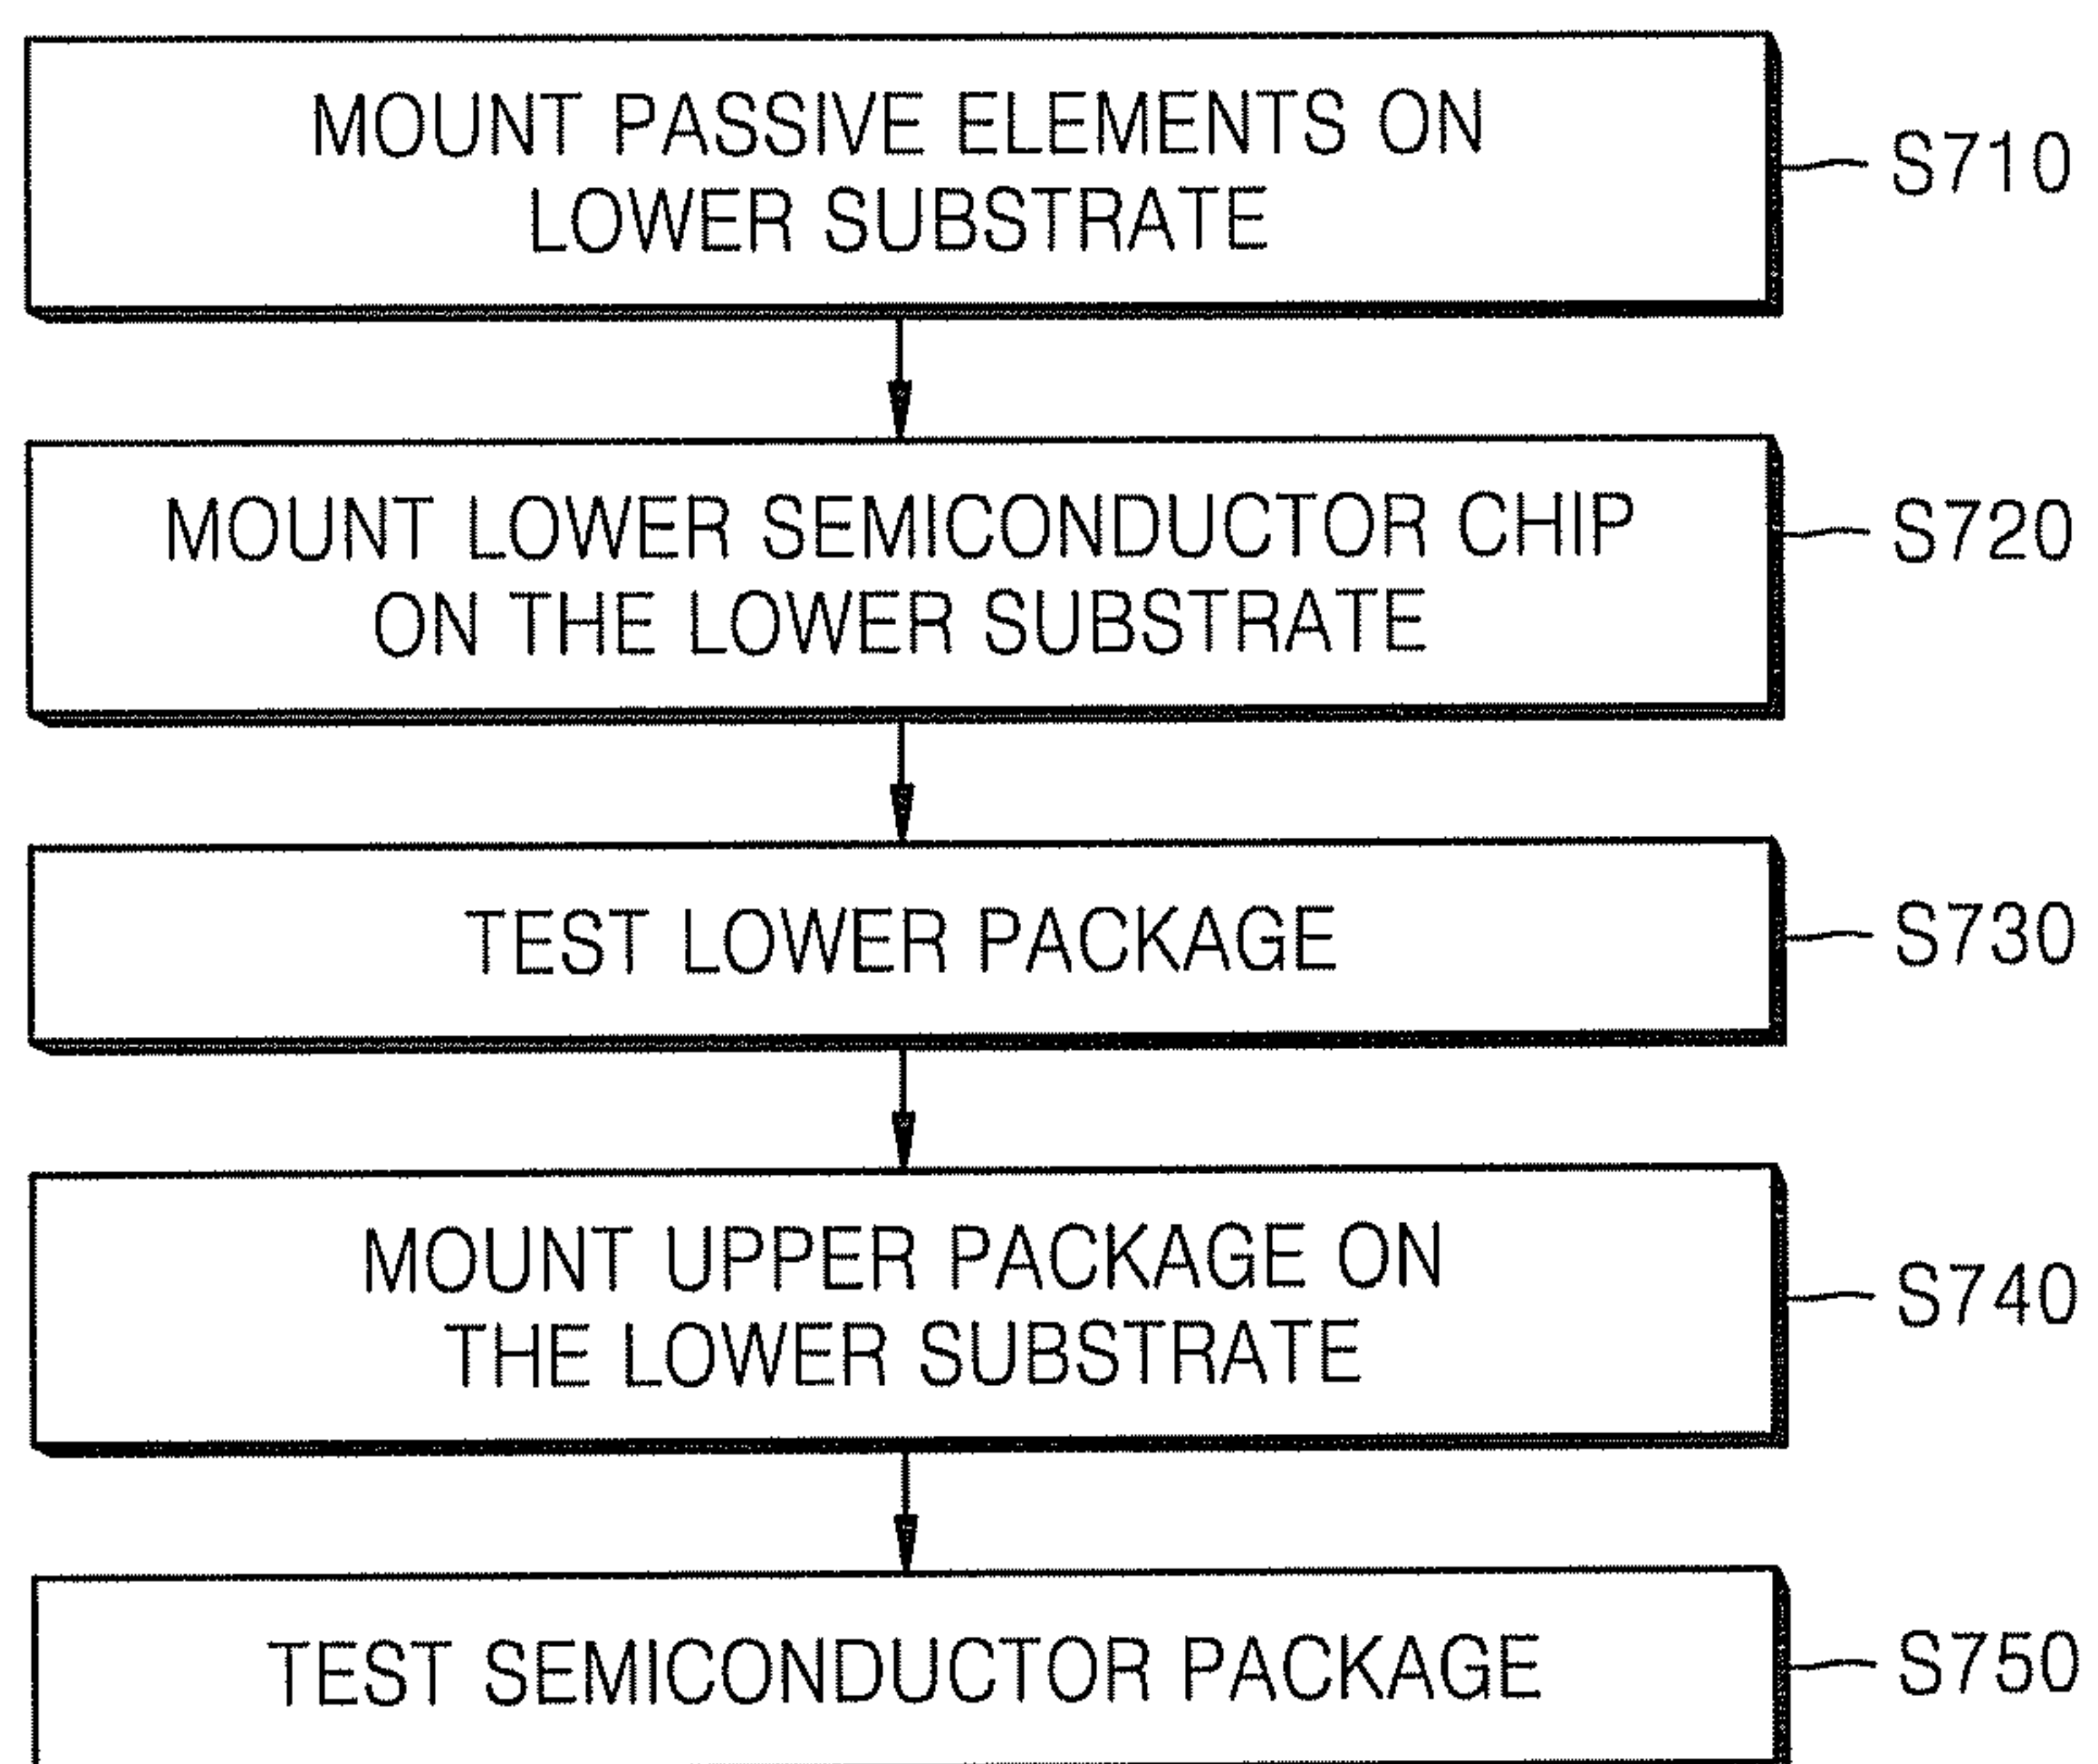 MOUNT PASSIVE ELEMENTS ON
LOWER SUBSTRATE
S710
MOUNT LOWER SEMICONDUCTOR CHIP
ON THE LOWER SUBSTRATE
S720
TEST LOWER PACKAGE
S730
MOUNT UPPER PACKAGE ON
THE LOWER SUBSTRATE
S740
TEST SEMICONDUCTOR PACKAGE
S750